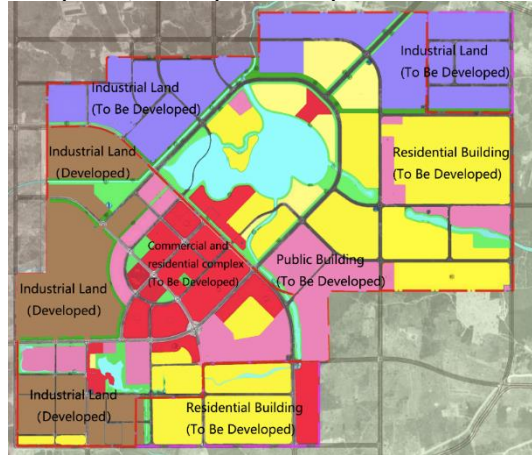 Industrial Land
(To Be Developed)
Industrial Land
(To Be Developed)
Industrial Land
(Developed)
Residential Building
(To Be Developed)
Commercial and
residential complex
(To Be Developed)
Public Building
(To Be Developed)
Industrial Land
(Developed)
Industrial Land
(Developed)
Residential Building
(To Be Developed)